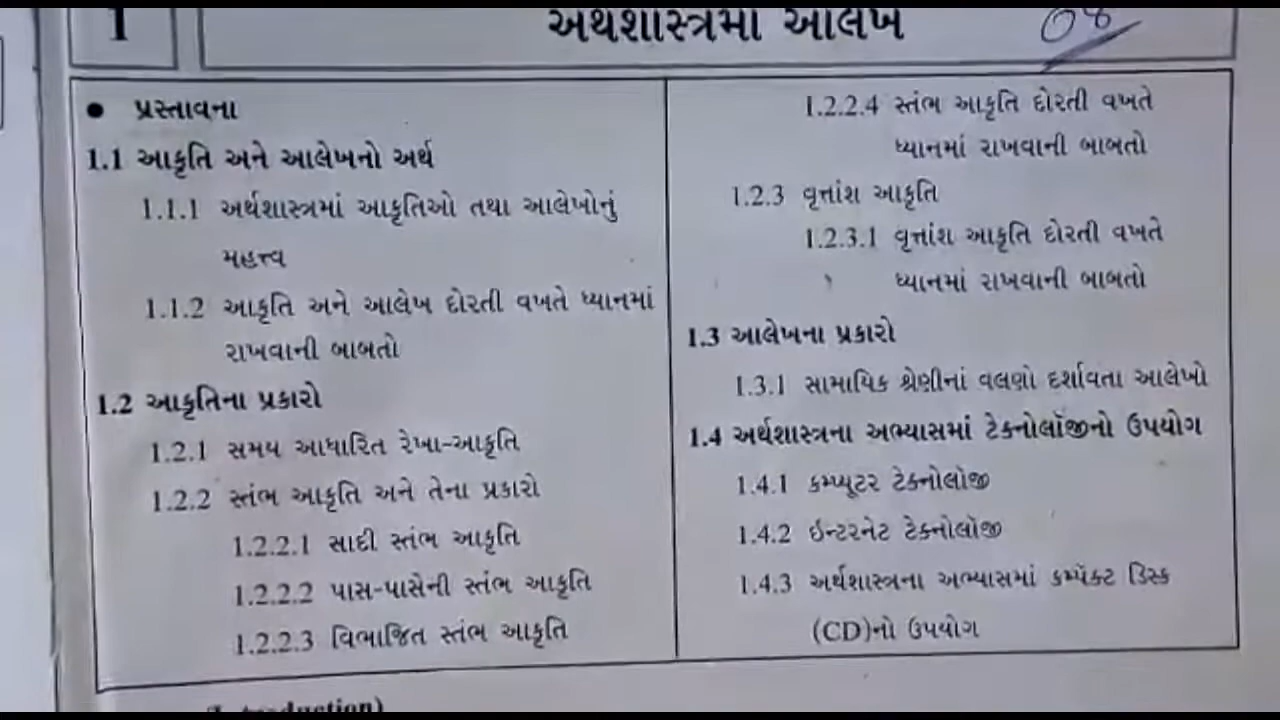 1
અર્થશાસ્ત્રમાં આલેખ
08
● પ્રસ્તાવના
1.1 આકૃતિ અને આલેખનો અર્થ
1.1.1 અર્થશાસ્ત્રમાં આકૃતિઓ તથા આલેખોનું
મહત્ત્વ
1.1.2 આકૃતિ અને આલેખ દોરતી વખતે ધ્યાનમાં
રાખવાની બાબતો
1.2 આકૃતિના પ્રકારો
1.2.1 સમય આધારિત રેખા-આકૃતિ
1.2.2 સ્તંભ આકૃતિ અને તેના પ્રકારો
1.2.2.1 સાદી સ્તંભ આકૃતિ
1.2.2.2 પાસ-પાસેની સ્તંભ આકૃતિ
1.2.2.3 વિભાજિત સ્તંભ આકૃતિ
1.2.2.4 સ્તંભ આકૃતિ દોરતી વખતે
ધ્યાનમાં રાખવાની બાબતો
1.2.3 વૃત્તાંશ આકૃતિ
1.2.3.1 વૃત્તાંશ આકૃતિ દોરતી વખતે
ધ્યાનમાં રાખવાની બાબતો
1.3 આલેખના પ્રકારો
1.3.1 સામાયિક શ્રેણીનાં વલણો દર્શાવતા આલેખો
1.4 અર્થશાસ્ત્રના અભ્યાસમાં ટેકનોલૉજીનો ઉપયોગ
1.4.1 કમ્પ્યૂટર ટેકનોલૉજી
1.4.2 ઇન્ટરનેટ ટેકનોલૉજી
1.4.3 અર્થશાસ્ત્રના અભ્યાસમાં કમ્પૅક્ટ ડિસ્ક
(CD)નો ઉપયોગ